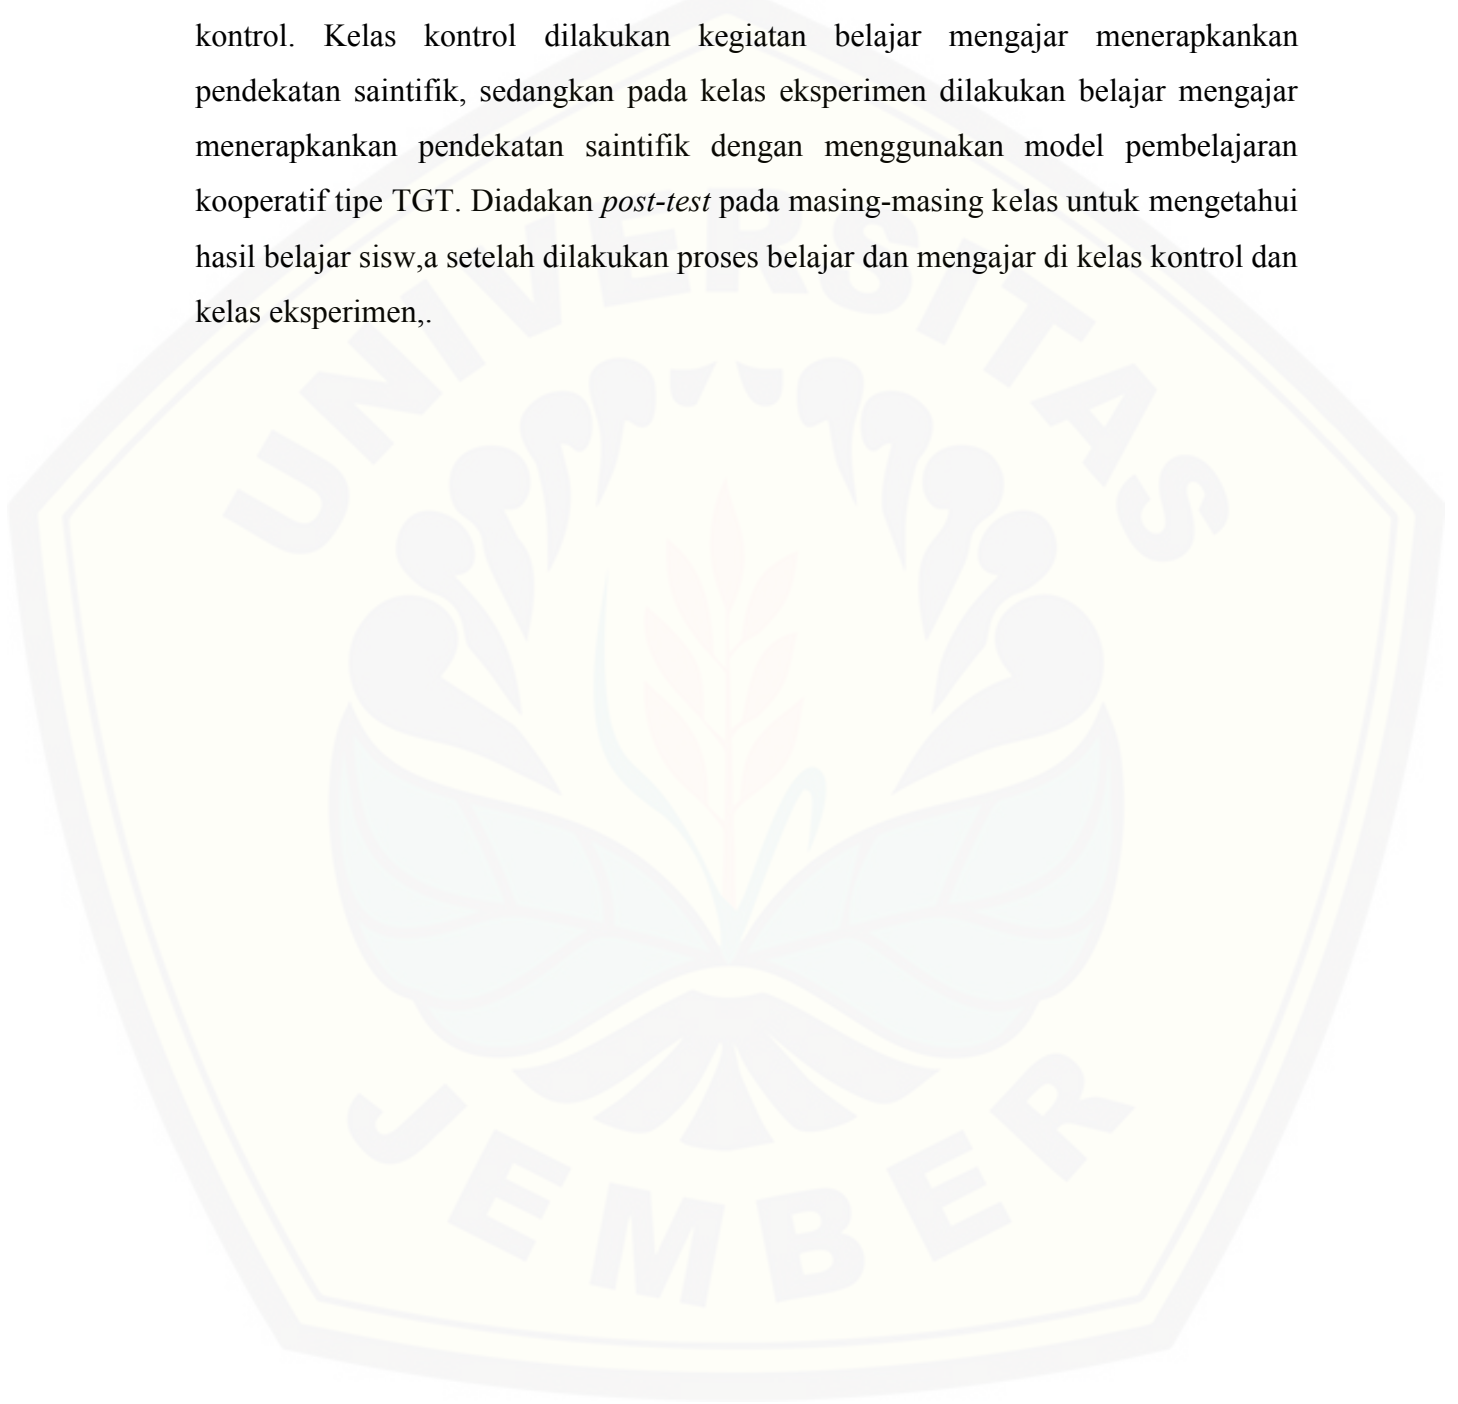 kontrol. Kelas kontrol dilakukan kegiatan belajar mengajar menerapkankan
pendekatan saintifik, sedangkan pada kelas eksperimen dilakukan belajar mengajar
menerapkankan pendekatan saintifik dengan menggunakan model pembelajaran
kooperatif tipe TGT. Diadakan post-test pada masing-masing kelas untuk mengetahui
hasil belajar sisw,a setelah dilakukan proses belajar dan mengajar di kelas kontrol dan
kelas eksperimen,.
UNIVERSITAS
JEMBER